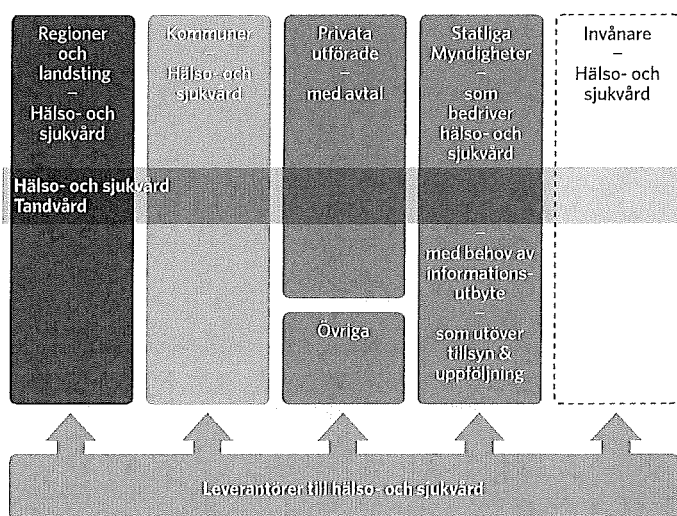 Regioner
och
landsting
–
Hälso- och
sjukvård
Kommuner
–
Hälso- och
sjukvård
Privata
utförade
–
med avtal
Statliga
Myndigheter
–
som
bedriver
hälso- och
sjukvård
Invånare
–
Hälso- och
sjukvård
Hälso- och sjukvård
Tandvård
–
med behov av
informations-
utbyte
–
som utöver
tillsyn &
uppföljning
Övriga
Leverantörer till hälso- och sjukvård